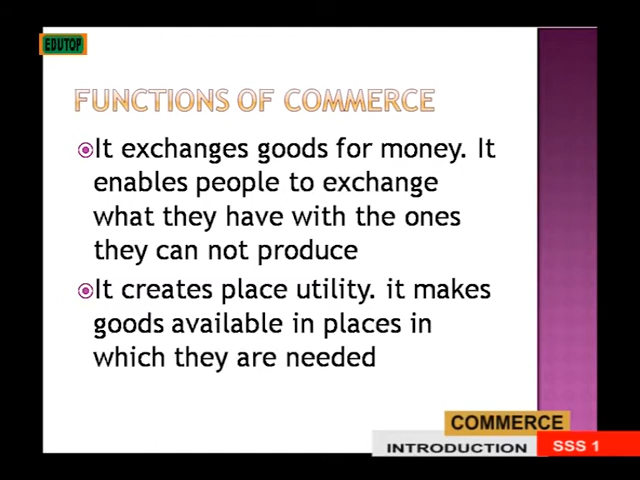 EDUTOP
FUNCTIONS OF COMMERCE
It exchanges goods for money. It
enables people to exchange
what they have with the ones
they can not produce
It creates place utility. it makes
goods available in places in
which they are needed
COMMERCE
INTRODUCTION SSS 1